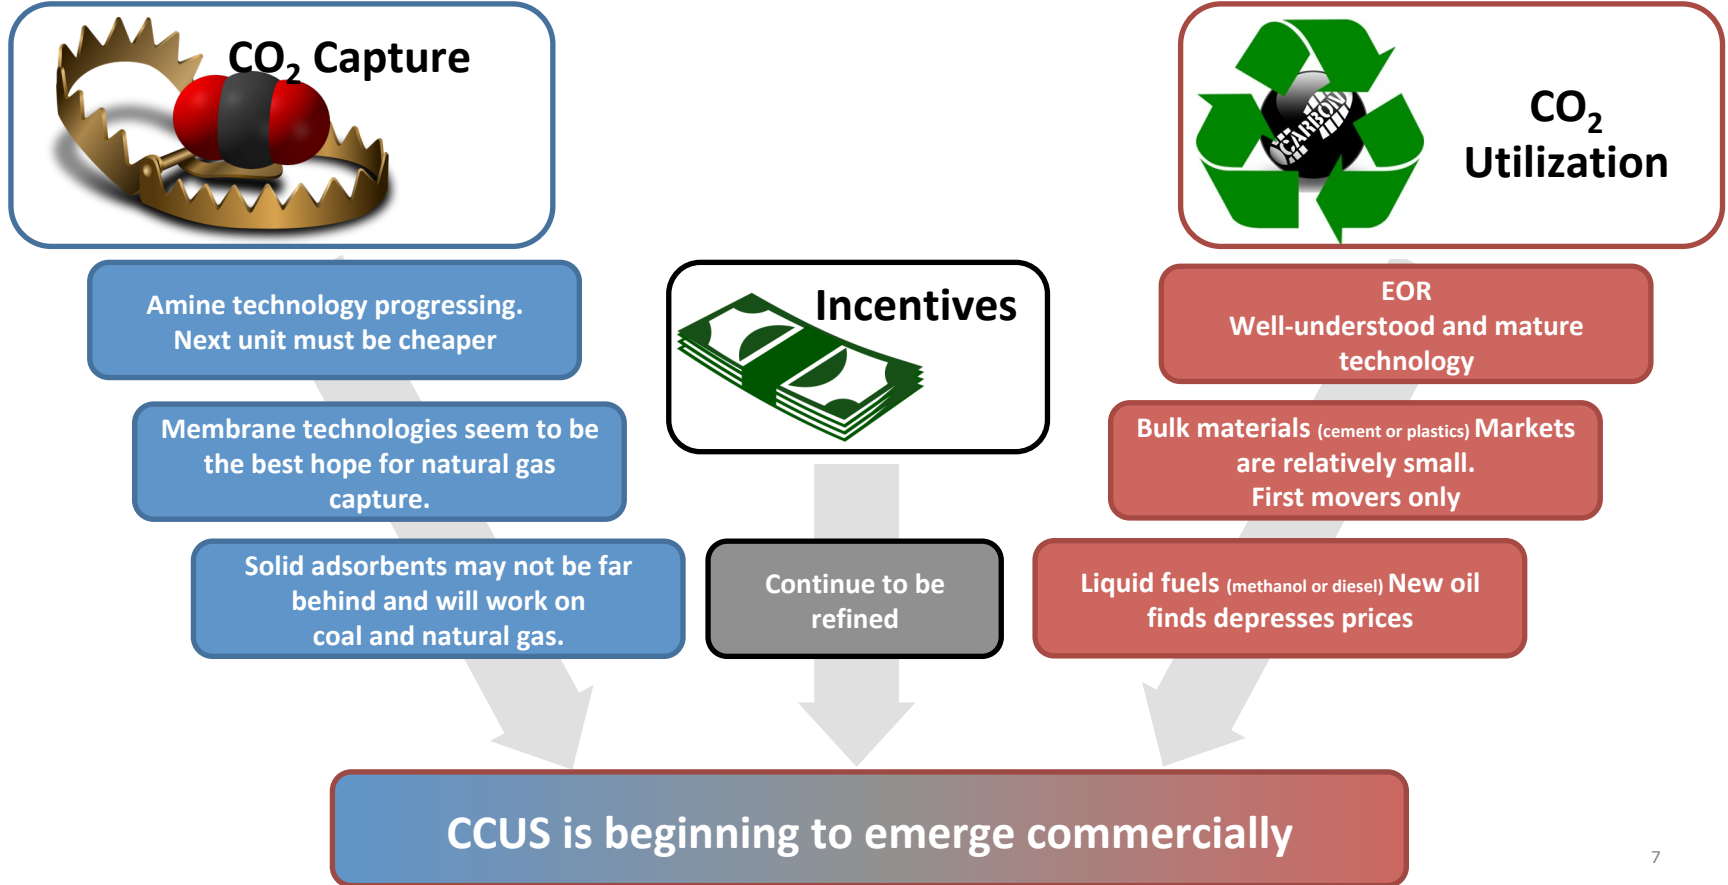 CO₂ Capture
Amine technology progressing.
Next unit must be cheaper
Membrane technologies seem to be
the best hope for natural gas
capture.
Solid adsorbents may not be far
behind and will work on
coal and natural gas.
Incentives
Continue to be
refined
CARBON
CO₂
Utilization
EOR
Well-understood and mature
technology
Bulk materials (cement or plastics) Markets
are relatively small.
First movers only
Liquid fuels (methanol or diesel) New oil
finds depresses prices
CCUS is beginning to emerge commercially
7